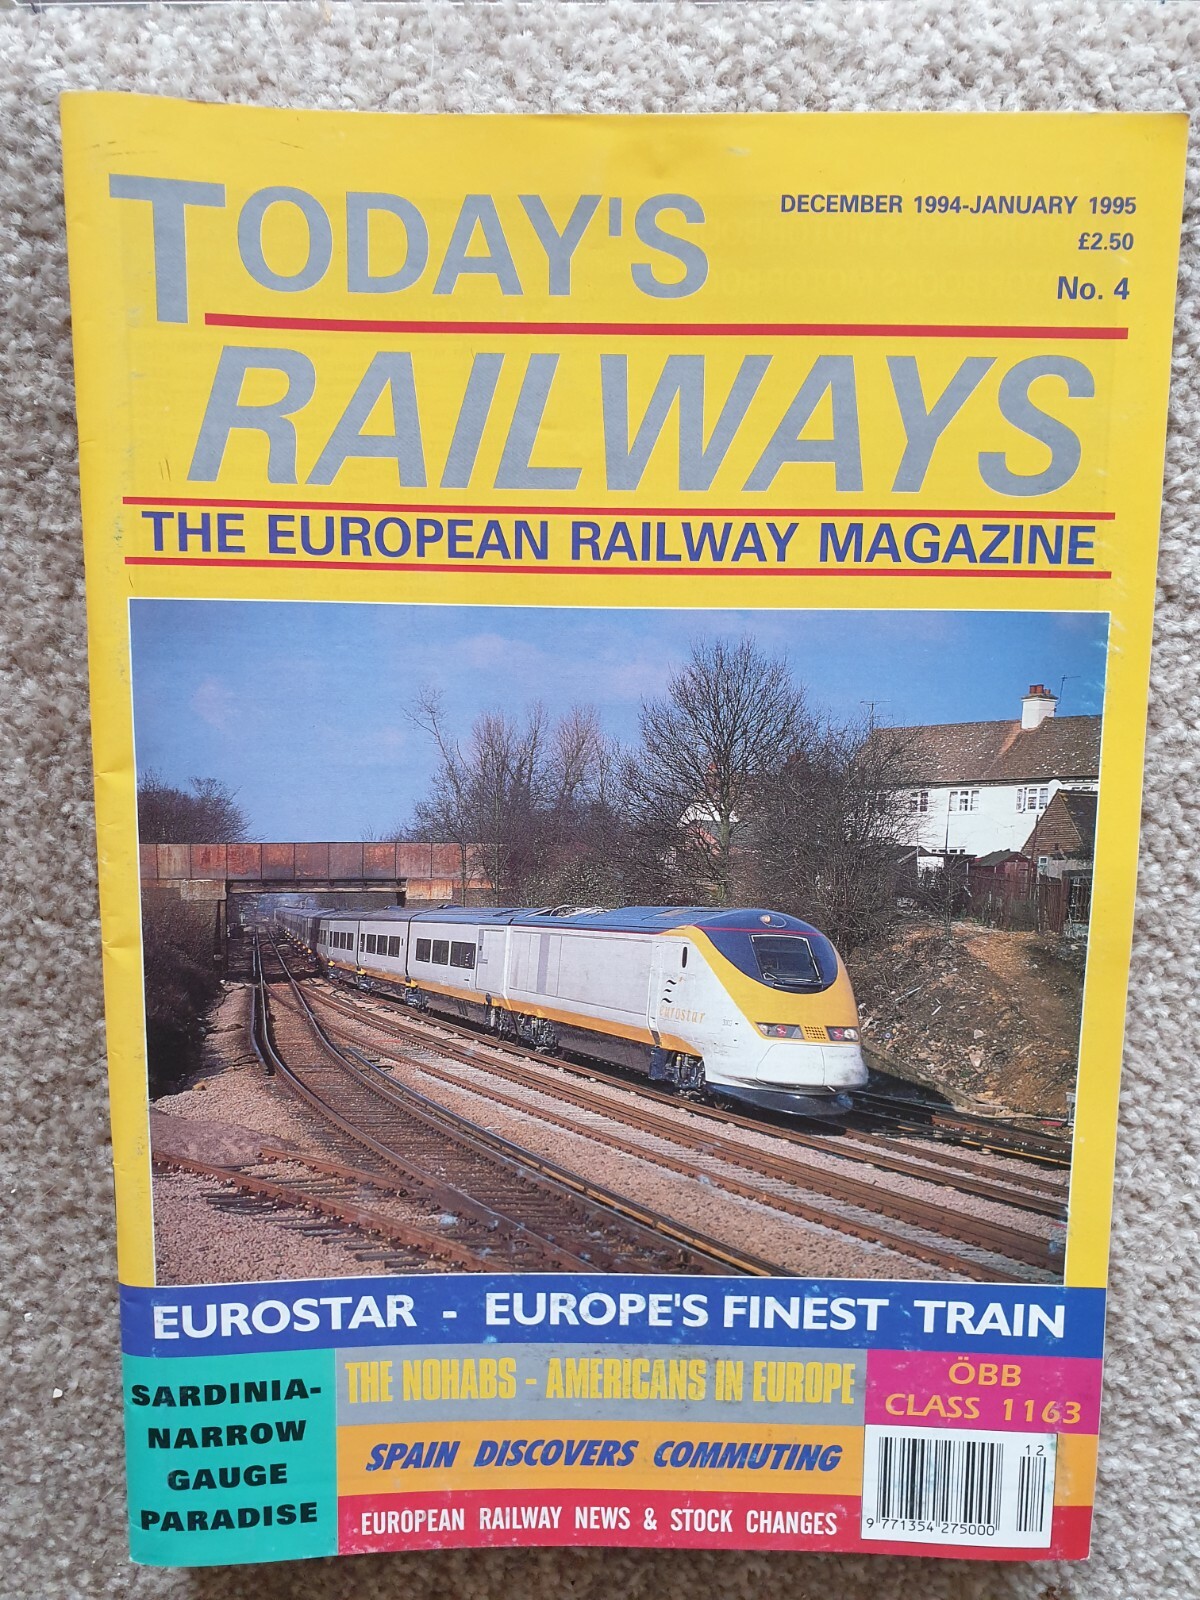 TODAY'S
DECEMBER 1994-JANUARY 1995
£2.50
No. 4
RAILWAYS
THE EUROPEAN RAILWAY MAGAZINE
eurostar
EUROSTAR - EUROPE'S FINEST TRAIN
SARDINIA-
NARROW
GAUGE
PARADISE
THE NOHABS - AMERICANS IN EUROPE
SPAIN DISCOVERS COMMUTING
EUROPEAN RAILWAY NEWS & STOCK CHANGES
ÖBB
CLASS 1163
12
9 771354 275000